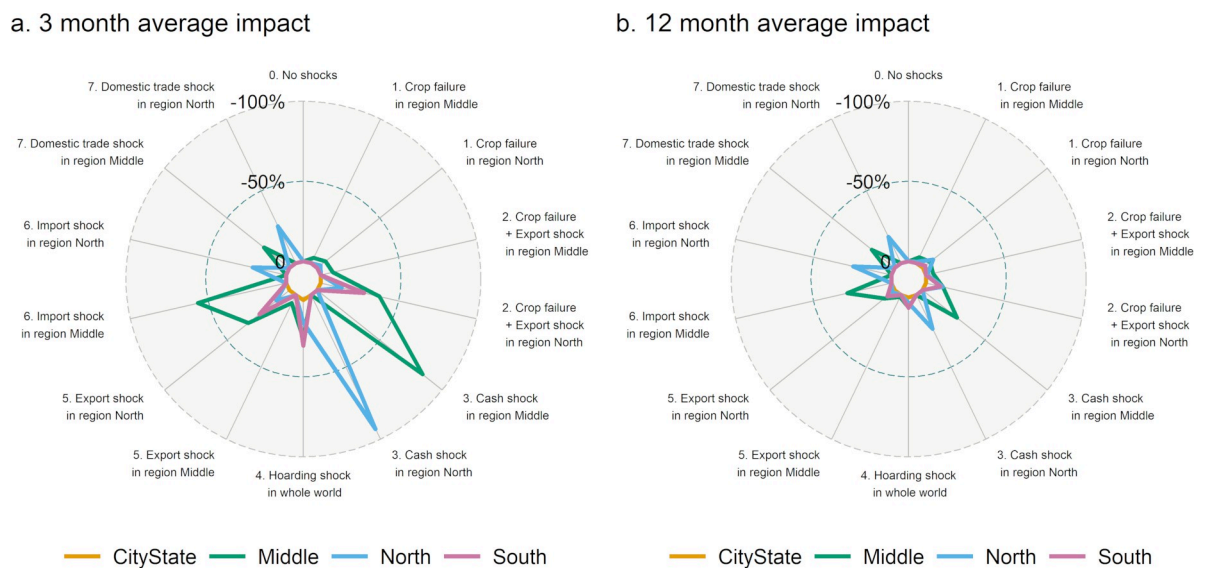 a. 3 month average impact
0. No shocks
7. Domestic trade shock
in region North
-100%
1. Crop failure
in region Middle
7. Domestic trade shock
in region Middle
1. Crop failure
in region North
-50%
6. Import shock
in region North
2. Crop failure
+ Export shock
in region Middle
0
6. Import shock
in region Middle
2. Crop failure
+ Export shock
in region North
5. Export shock
in region North
3. Cash shock
in region Middle
5. Export shock
in region Middle
4. Hoarding shock
in whole world
3. Cash shock
in region North
CityState
Middle
North
South
b. 12 month average impact
0. No shocks
7. Domestic trade shock
in region North
-100%
1. Crop failure
in region Middle
7. Domestic trade shock
in region Middle
1. Crop failure
in region North
-50%
6. Import shock
in region North
2. Crop failure
+ Export shock
in region Middle
0
6. Import shock
in region Middle
2. Crop failure
+ Export shock
in region North
5. Export shock
in region North
3. Cash shock
in region Middle
5. Export shock
in region Middle
4. Hoarding shock
in whole world
3. Cash shock
in region North
CityState
Middle
North
South